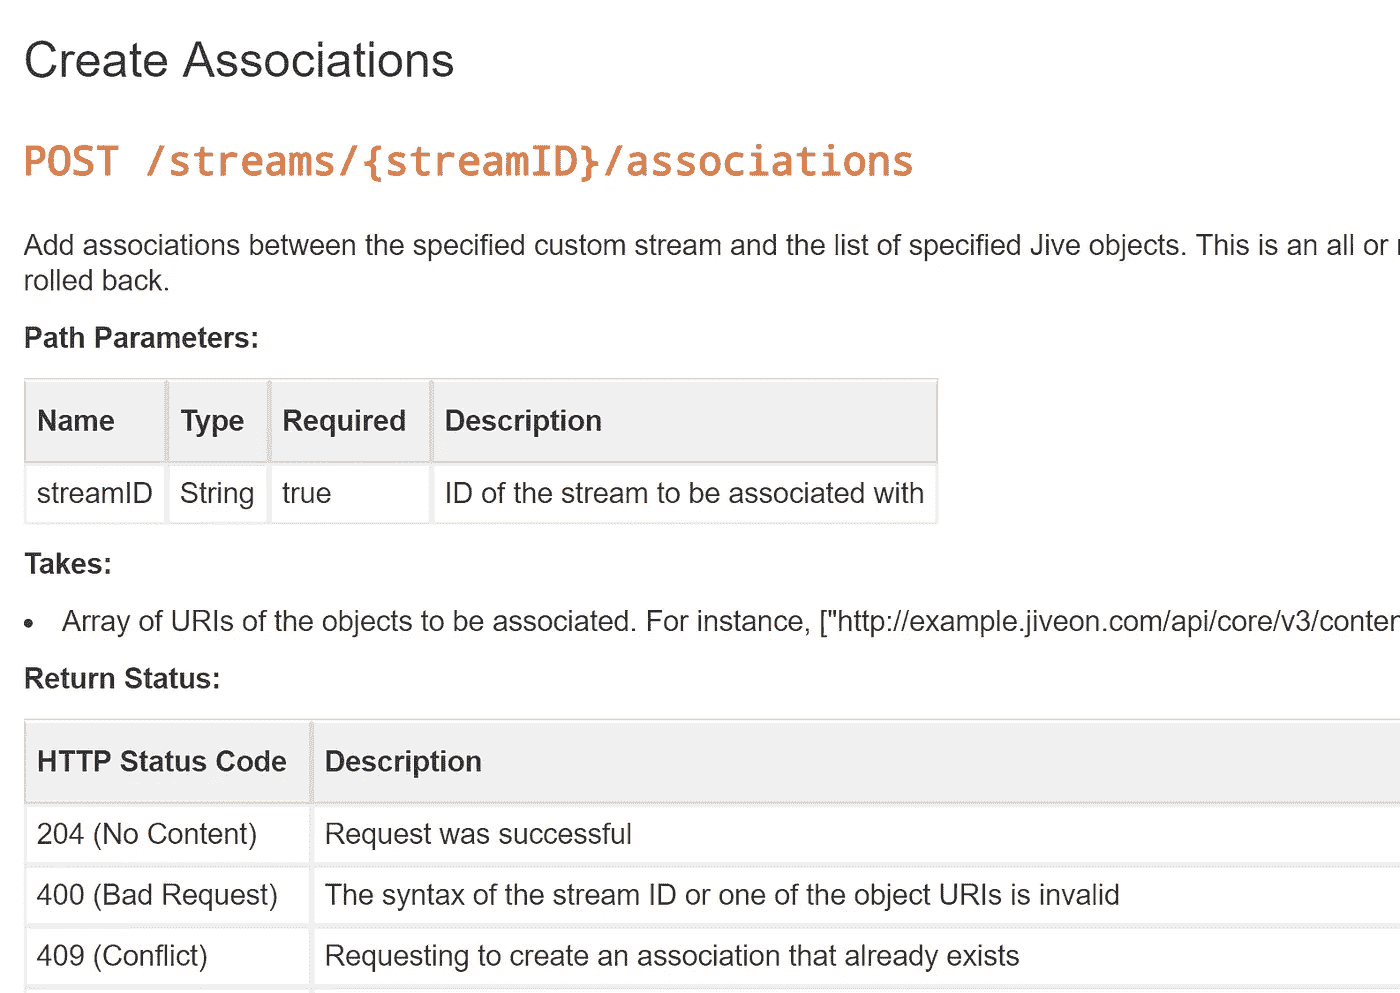 Create Associations
POST /streams/{streamID}/associations
Add associations between the specified custom stream and the list of specified Jive objects. This is an all or
rolled back.
Path Parameters:
Name Type Required Description
streamID String true ID of the stream to be associated with
Takes:
• Array of URIs of the objects to be associated. For instance, ["http://example.jiveon.com/api/core/v3/conten
Return Status:
HTTP Status Code Description
204 (No Content) Request was successful
400 (Bad Request) The syntax of the stream ID or one of the object URIs is invalid
409 (Conflict) Requesting to create an association that already exists